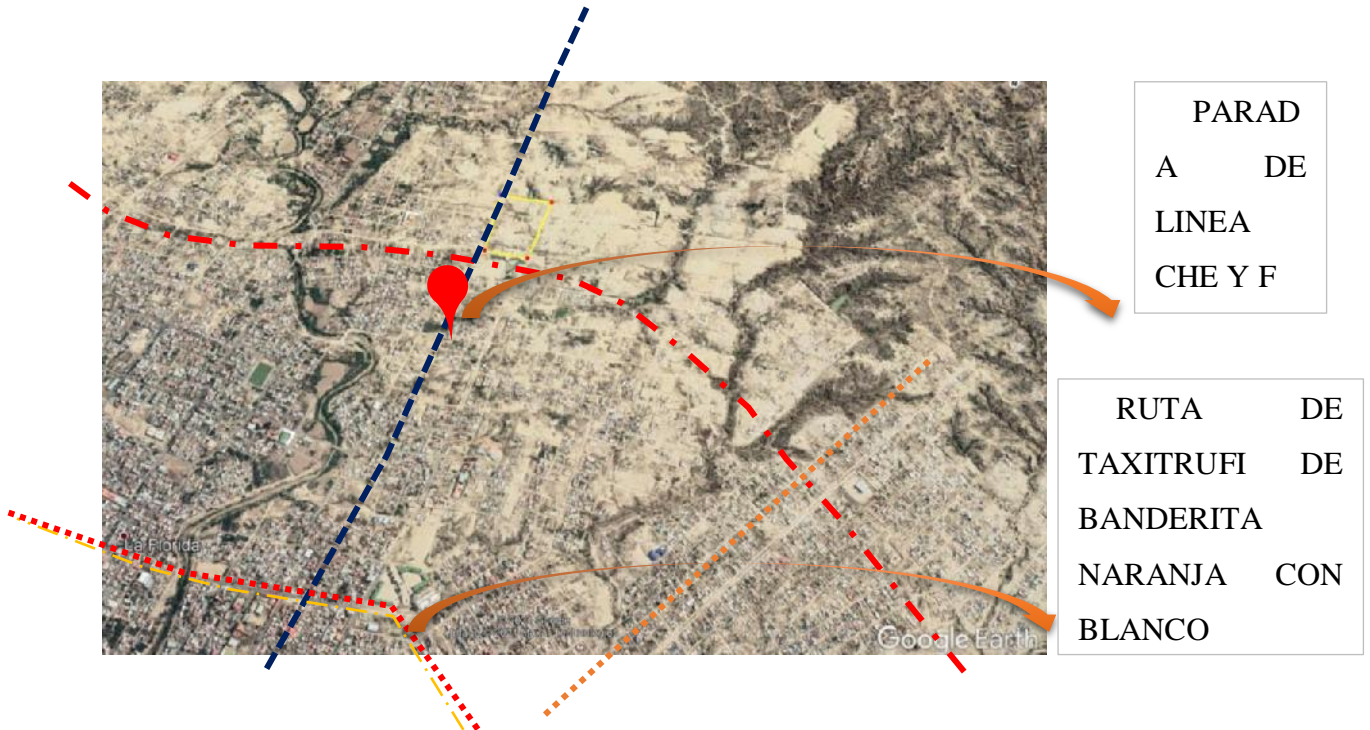 PARAD
A DE
LINEA
CHE Y F
RUTA DE
TAXITRUFI DE
BANDERITA
NARANJA CON
BLANCO
La Florida
Google Earth